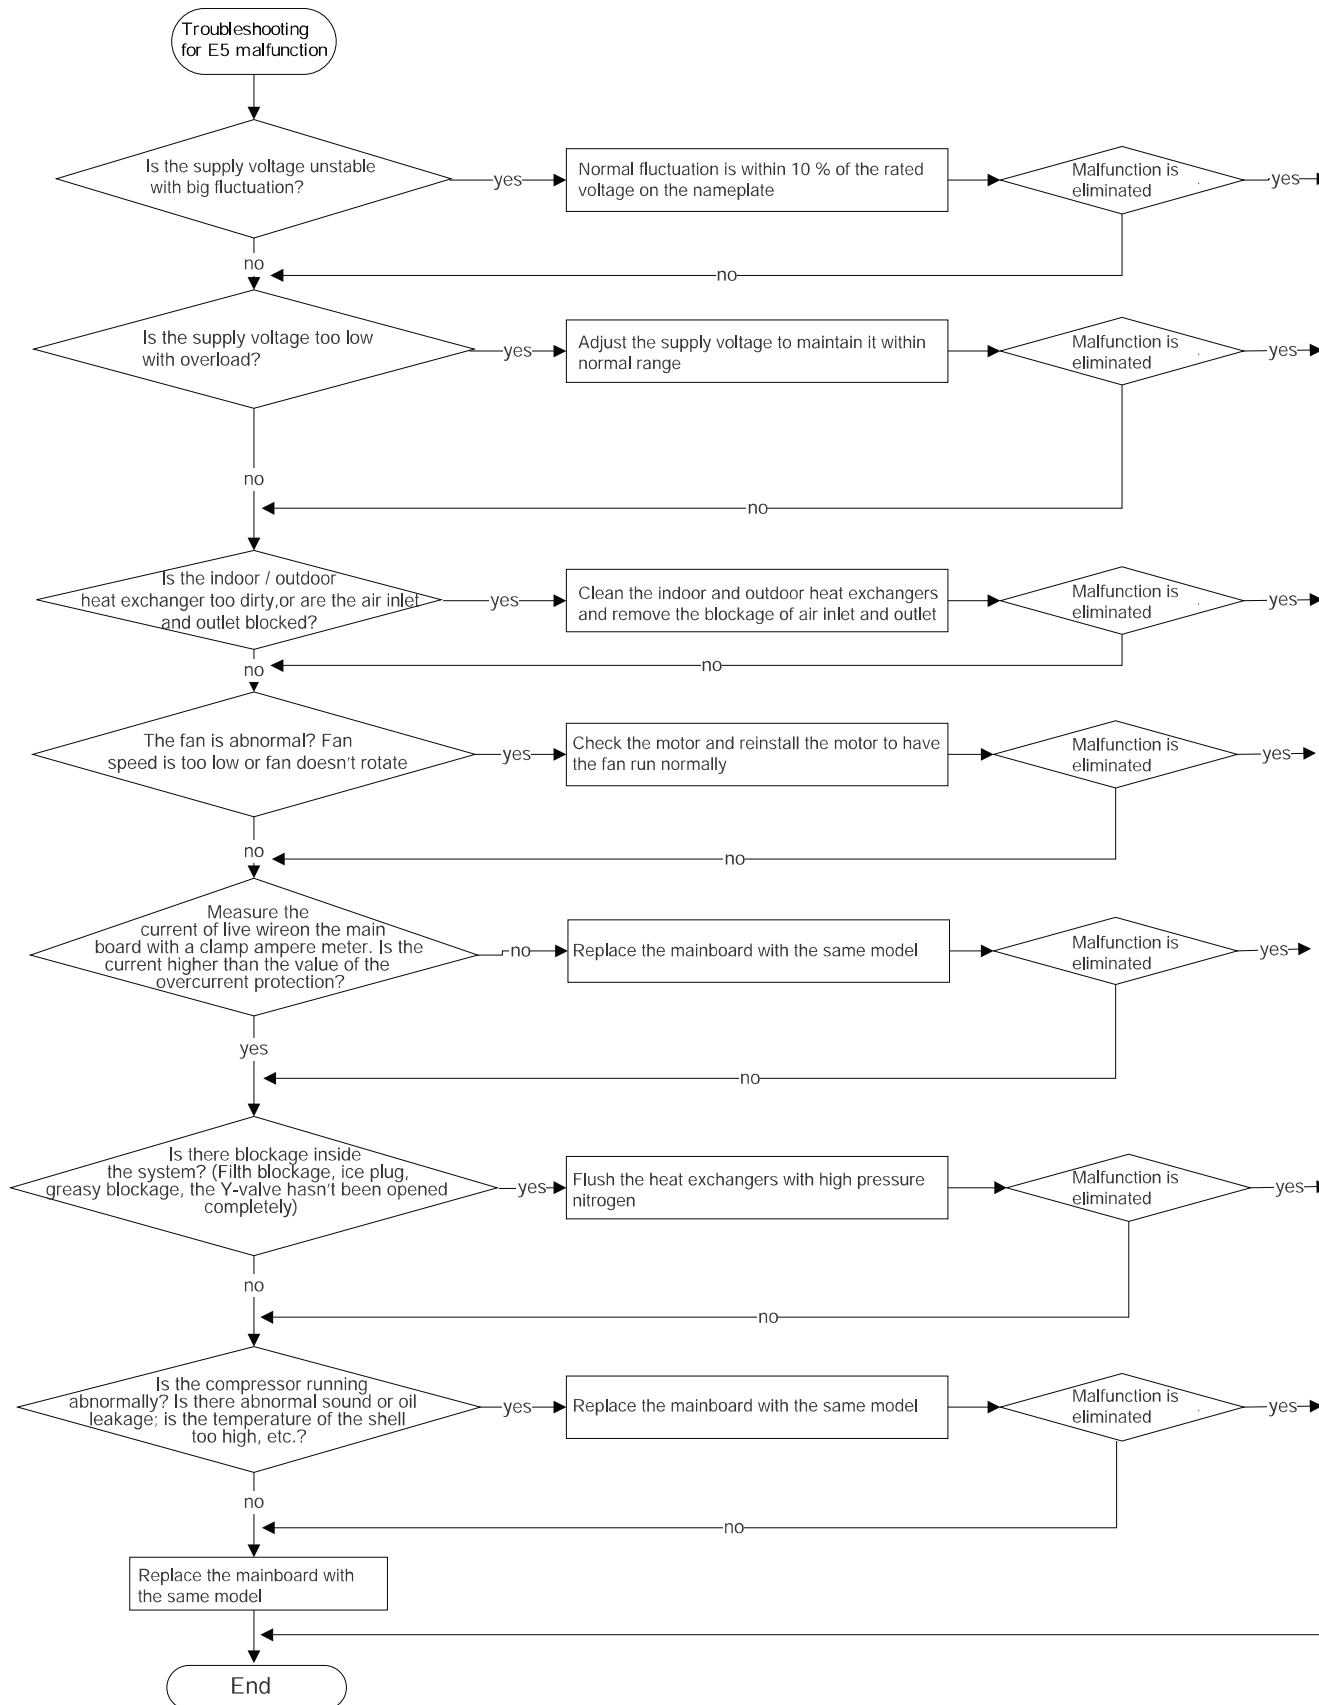 Troubleshooting
for E5 malfunction
Is the supply voltage unstable
with big fluctuation?
yes
Normal fluctuation is within 10 % of the rated
voltage on the nameplate
Malfunction is
eliminated
yes
no
no
Is the supply voltage too low
with overload?
yes
Adjust the supply voltage to maintain it within
normal range
Malfunction is
eliminated
yes
no
no
Is the indoor / outdoor
heat exchanger too dirty,or are the air inlet
and outlet blocked?
yes
Clean the indoor and outdoor heat exchangers
and remove the blockage of air inlet and outlet
Malfunction is
eliminated
yes
no
no
The fan is abnormal? Fan
speed is too low or fan doesn't rotate
yes
Check the motor and reinstall the motor to have
the fan run normally
Malfunction is
eliminated
yes
no
no
Measure the
current of live wireon the main
board with a clamp ampere meter. Is the
current higher than the value of the
overcurrent protection?
no
Replace the mainboard with the same model
Malfunction is
eliminated
yes
yes
no
Is there blockage inside
the system? (Filth blockage, ice plug,
greasy blockage, the Y-valve hasn't been opened
completely)
yes
Flush the heat exchangers with high pressure
nitrogen
Malfunction is
eliminated
yes
no
no
Is the compressor running
abnormally? Is there abnormal sound or oil
leakage; is the temperature of the shell
too high, etc.?
yes
Replace the mainboard with the same model
Malfunction is
eliminated
yes
no
no
Replace the mainboard with
the same model
End